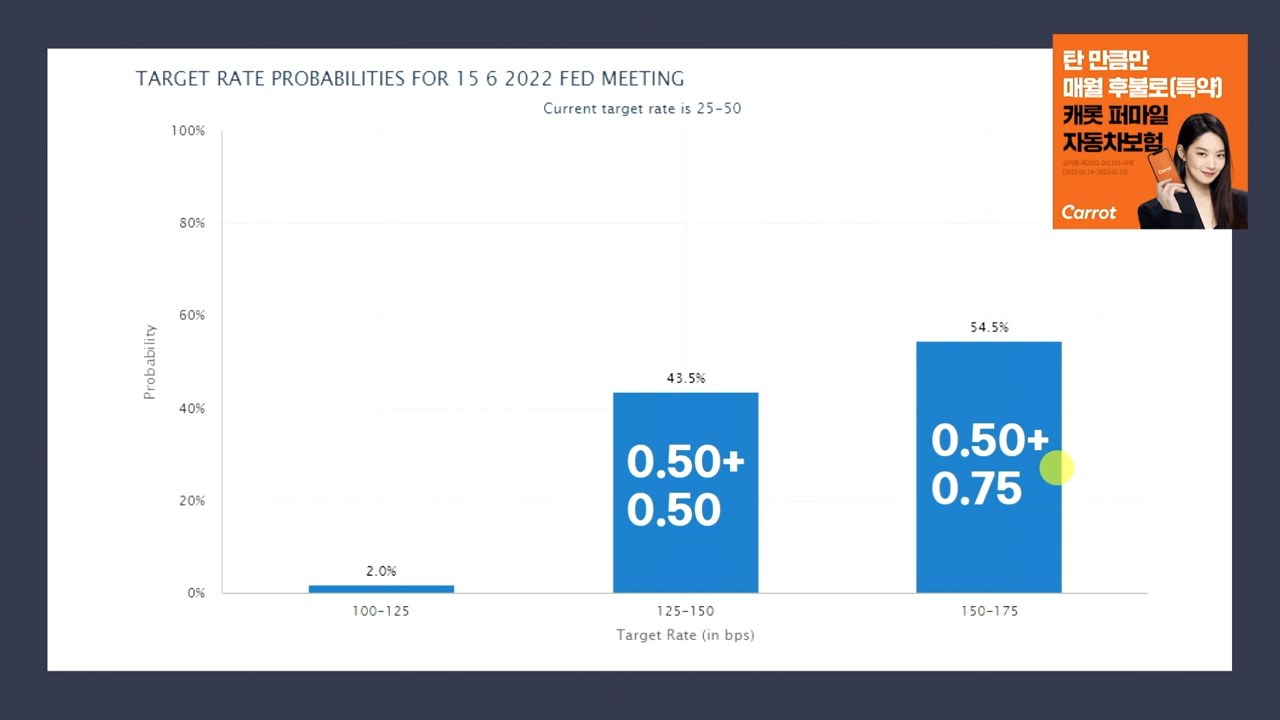 TARGET RATE PROBABILITIES FOR 15 6 2022 FED MEETING
Current target rate is 25-50
100%
80%
60%
40%
20%
0%
Probability
2.0%
43.5%
54.5%
0.50+
0.50
0.50+
0.75
100-125
125-150
150-175
Target Rate (in bps)
탄 만큼만
매월 후불로(특약)
캐롯 퍼마일
자동차보험
Carrot